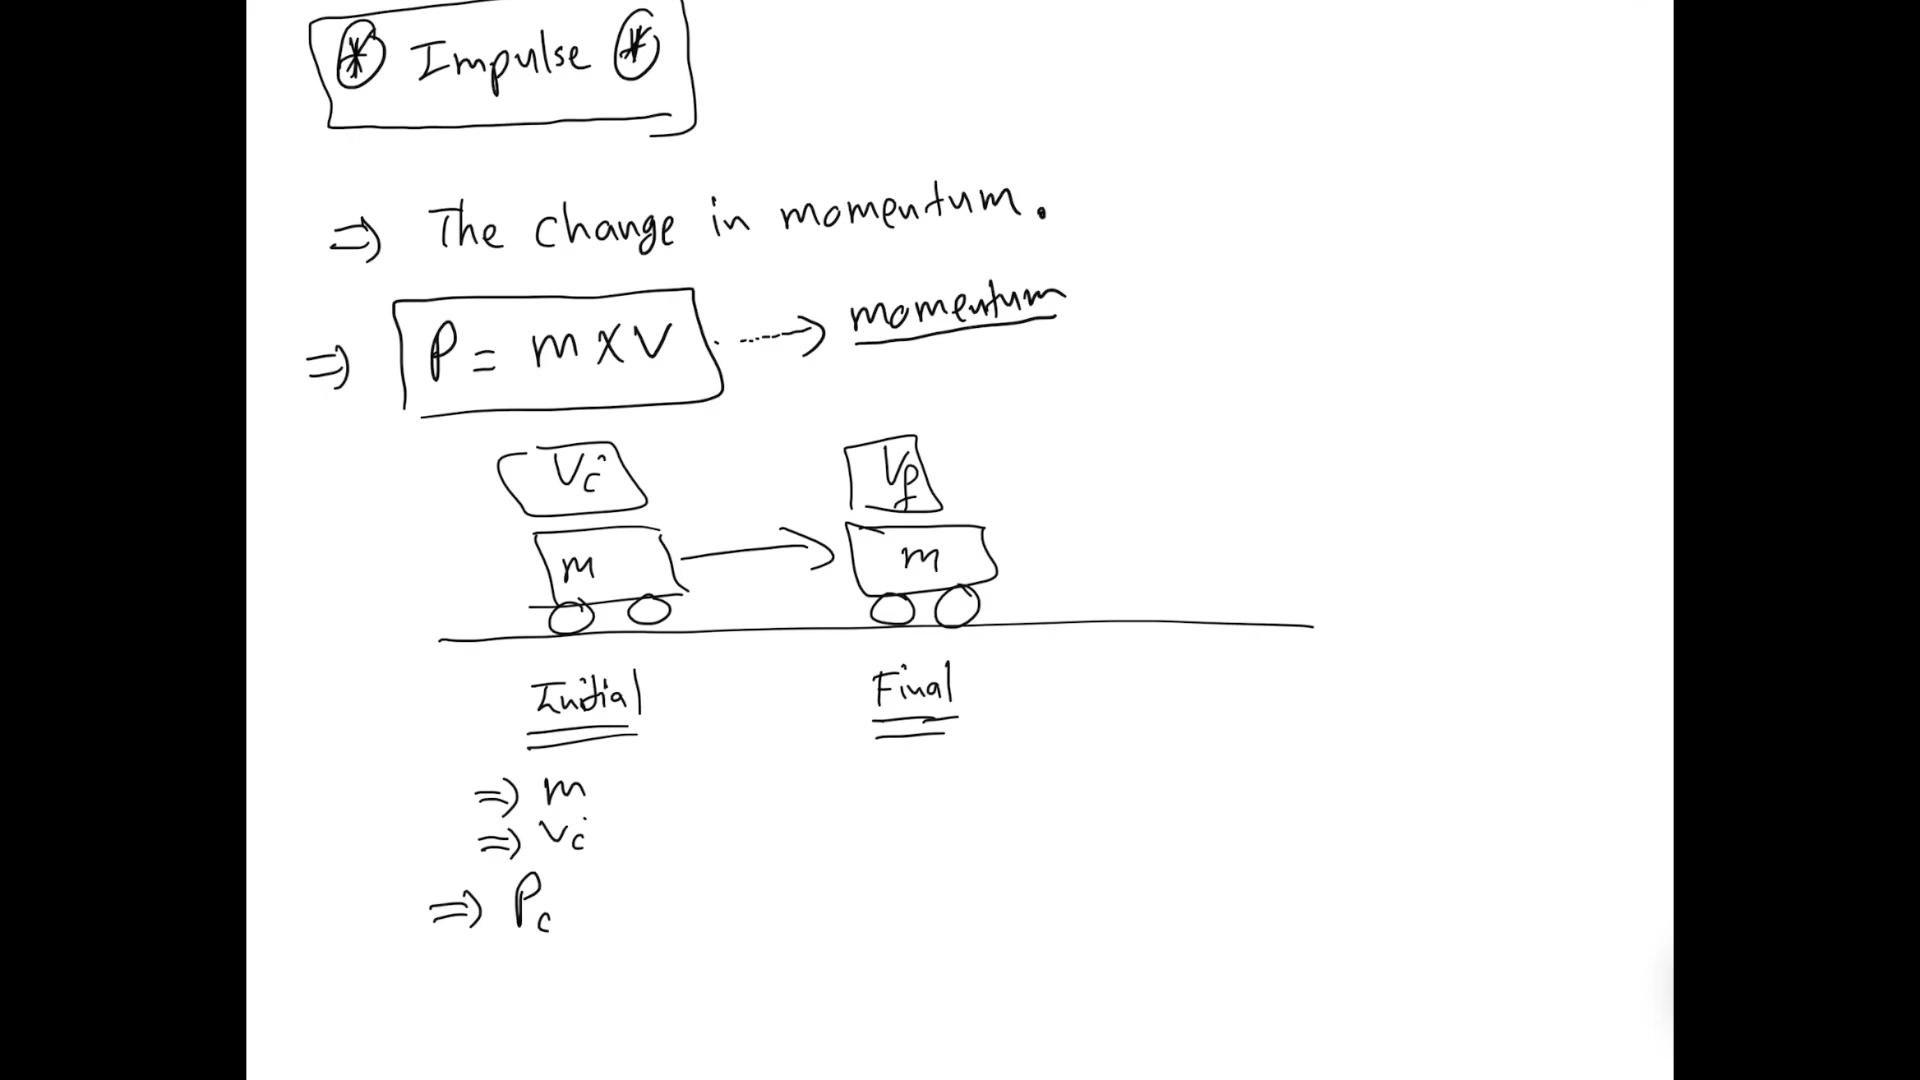 * Impulse *
⇒ The change in momentum.
⇒ P = m x v ⇢ momentum
Vi Vf
m → m
Initial Final
⇒ m
⇒ Vi
⇒ Pi